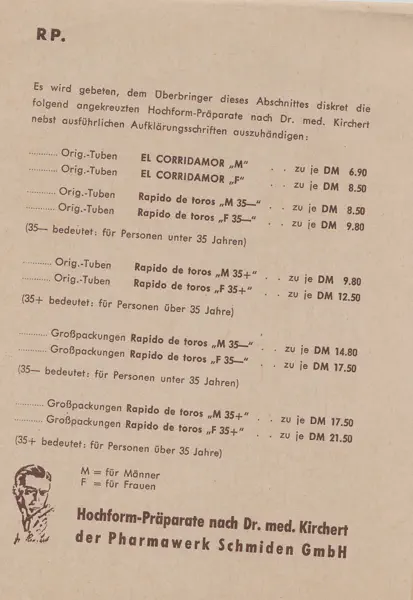 RP.
Es wird gebeten, dem Überbringer dieses Abschnittes diskret die
folgend angekreuzten Hochform-Präparate nach Dr. med. Kirchert
nebst ausführlichen Aufklärungsschriften auszuhändigen:
............ Orig.-Tuben EL CORRIDAMOR „M" . . zu je DM 6.90
............ Orig.-Tuben EL CORRIDAMOR „F" . . zu je DM 8.50
............ Orig.-Tuben Rapido de toros „M 35—" . . zu je DM 8.50
............ Orig.-Tuben Rapido de toros „F 35—" . . zu je DM 9.80
(35— bedeutet: für Personen unter 35 Jahren)
............ Orig.-Tuben Rapido de toros „M 35+" . . zu je DM 9.80
............ Orig.-Tuben Rapido de toros „F 35+" . . zu je DM 12.50
(35+ bedeutet: für Personen über 35 Jahre)
............ Großpackungen Rapido de toros „M 35—" . . zu je DM 14.80
............ Großpackungen Rapido de toros „F 35—" . . zu je DM 17.50
(35— bedeutet: für Personen unter 35 Jahren)
............ Großpackungen Rapido de toros „M 35+" . . zu je DM 17.50
............ Großpackungen Rapido de toros „F 35+" . . zu je DM 21.50
(35+ bedeutet: für Personen über 35 Jahren)
M = für Männer
F = für Frauen
Hochform-Präparate nach Dr. med. Kirchert
der Pharmawerk Schmiden GmbH